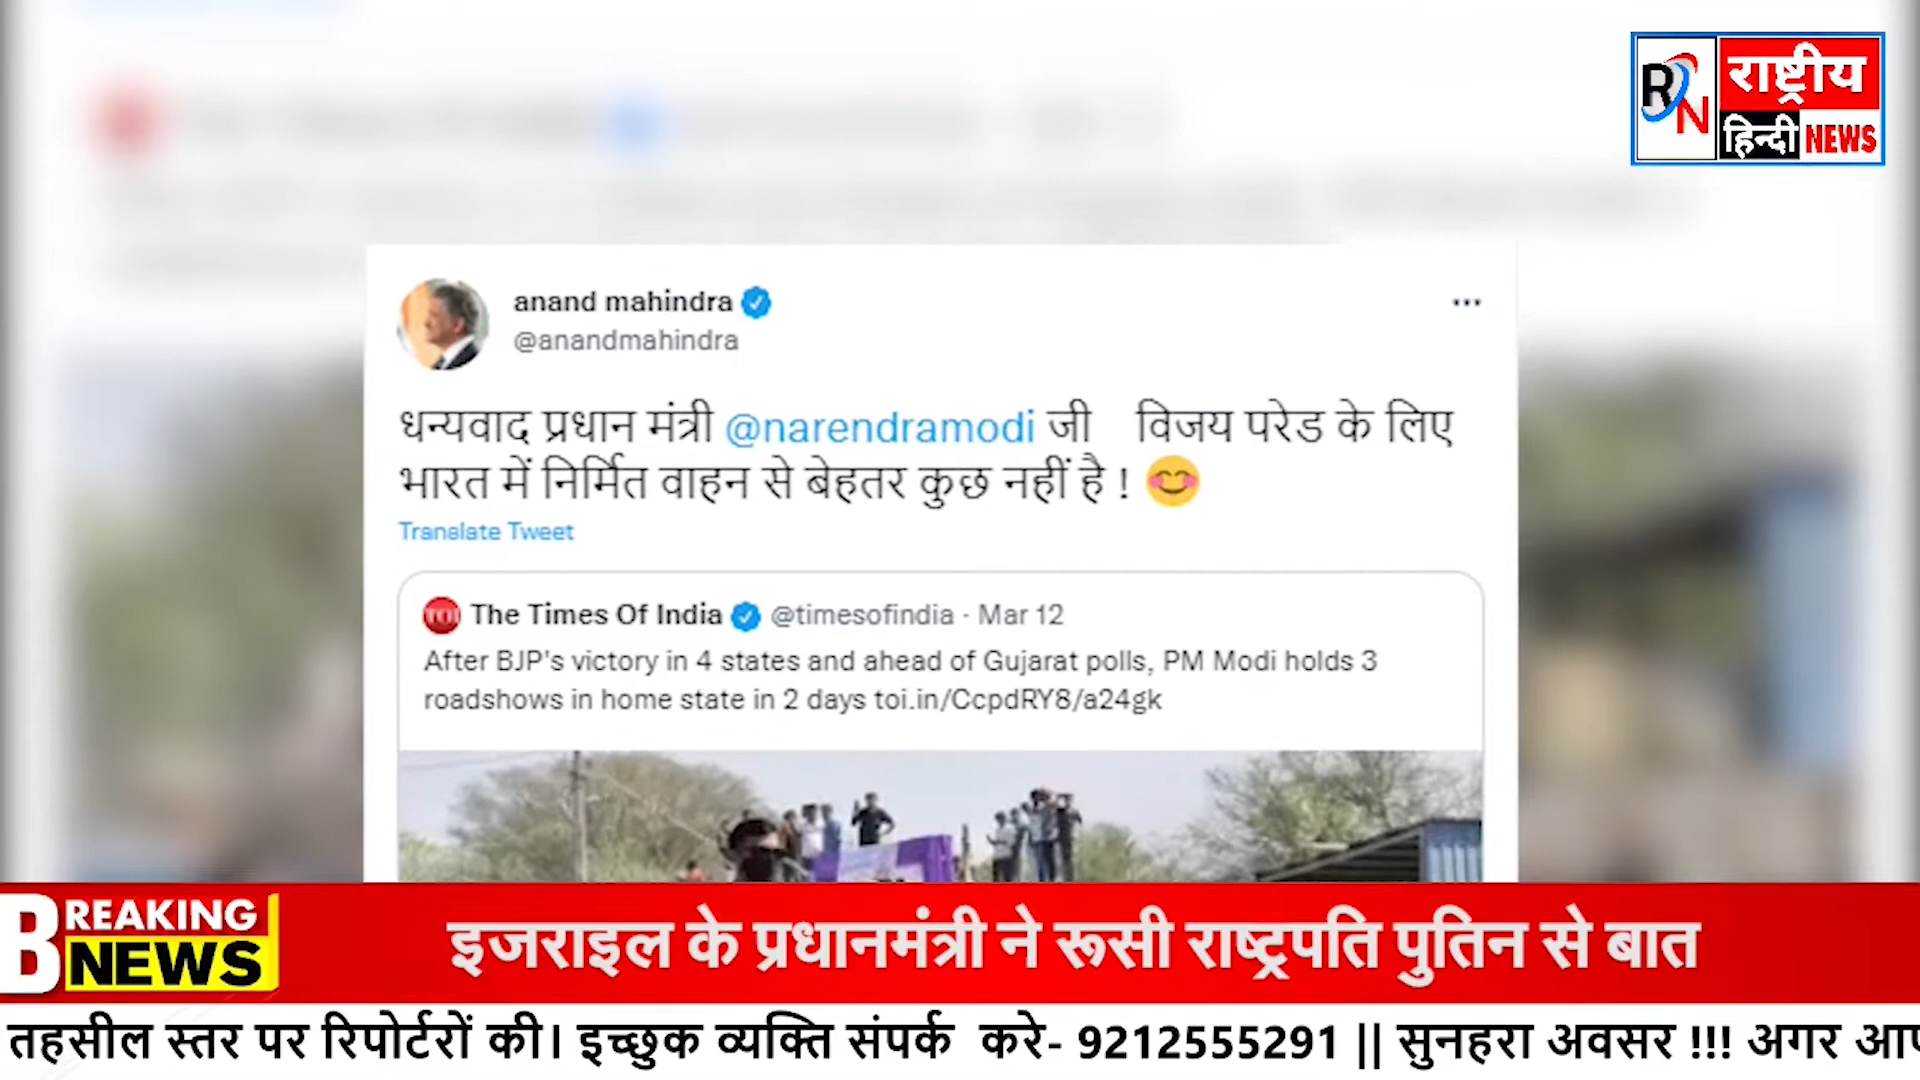 RN राष्ट्रीय
हिन्दी NEWS
anand mahindra
@anandmahindra
धन्यवाद प्रधान मंत्री @narendramodi जी विजय परेड के लिए
भारत में निर्मित वाहन से बेहतर कुछ नहीं है ! 😊
Translate Tweet
TOI The Times Of India @timesofindia · Mar 12
After BJP's victory in 4 states and ahead of Gujarat polls, PM Modi holds 3
roadshows in home state in 2 days toi.in/CcpdRY8/a24gk
BREAKING
NEWS
इजराइल के प्रधानमंत्री ने रूसी राष्ट्रपति पुतिन से बात
तहसील स्तर पर रिपोर्टरों की। इच्छुक व्यक्ति संपर्क करे- 9212555291 || सुनहरा अवसर !!! अगर